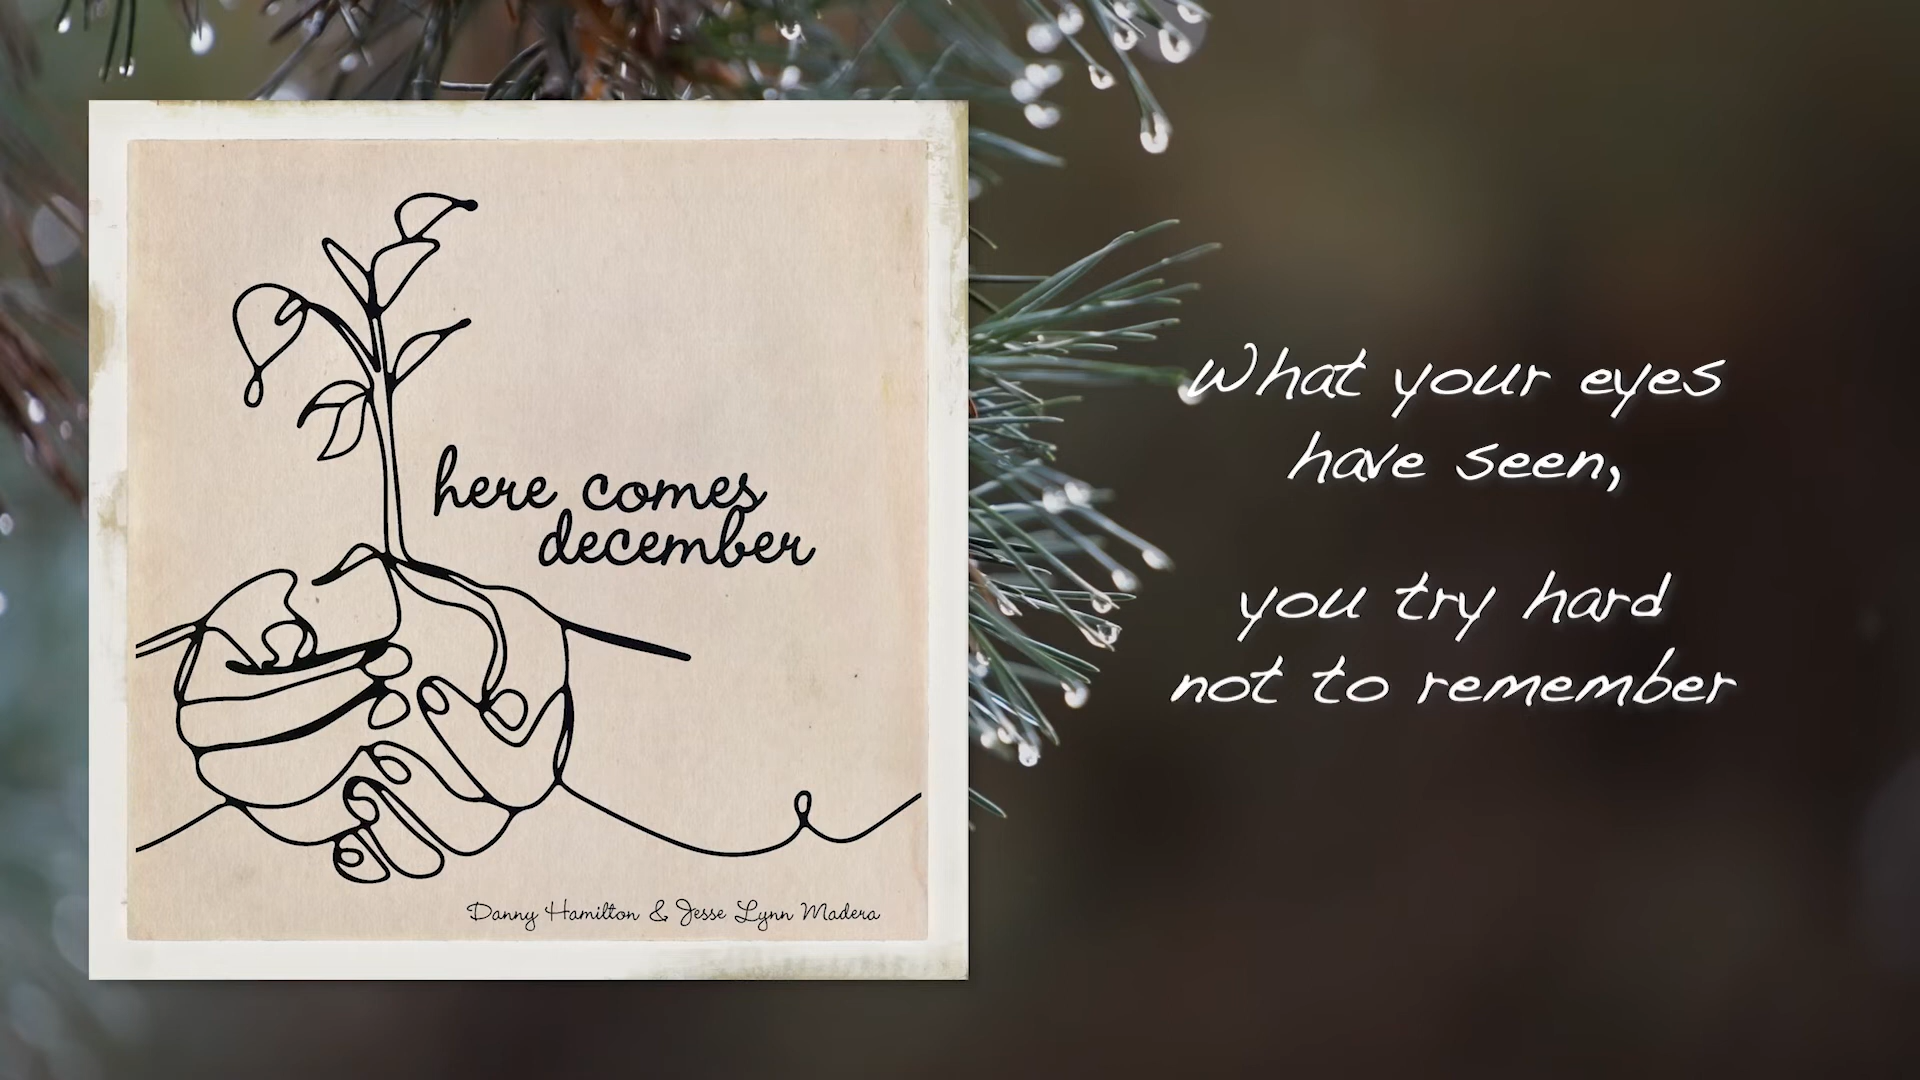 here comes
december
Danny Hamilton & Jesse Lynn Madera
What your eyes
have seen,
you try hard
not to remember